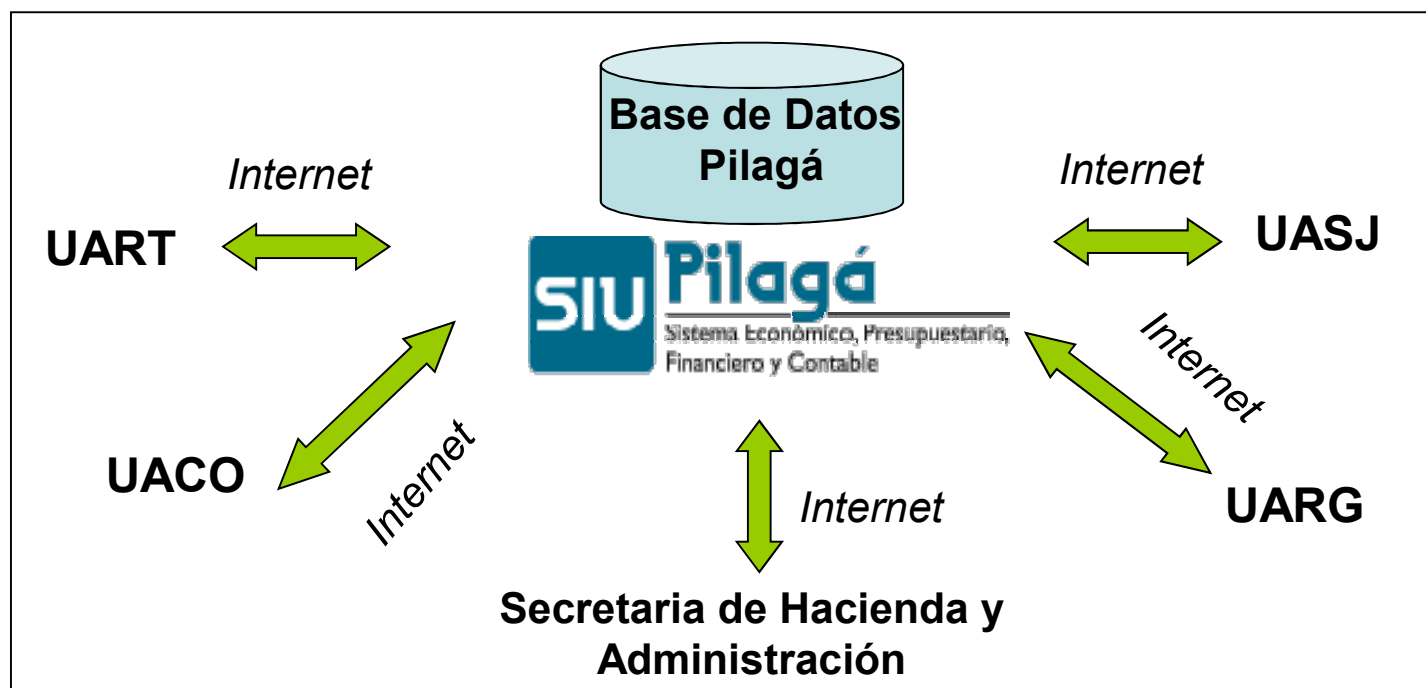 Base de Datos
Pilagá
Internet
Internet
UART
UASJ
SIU
Pilagá
Sistema Económico, Presupuestario,
Financiero y Contable
Internet
UACO
Internet
Internet
UARG
Secretaria de Hacienda y
Administración